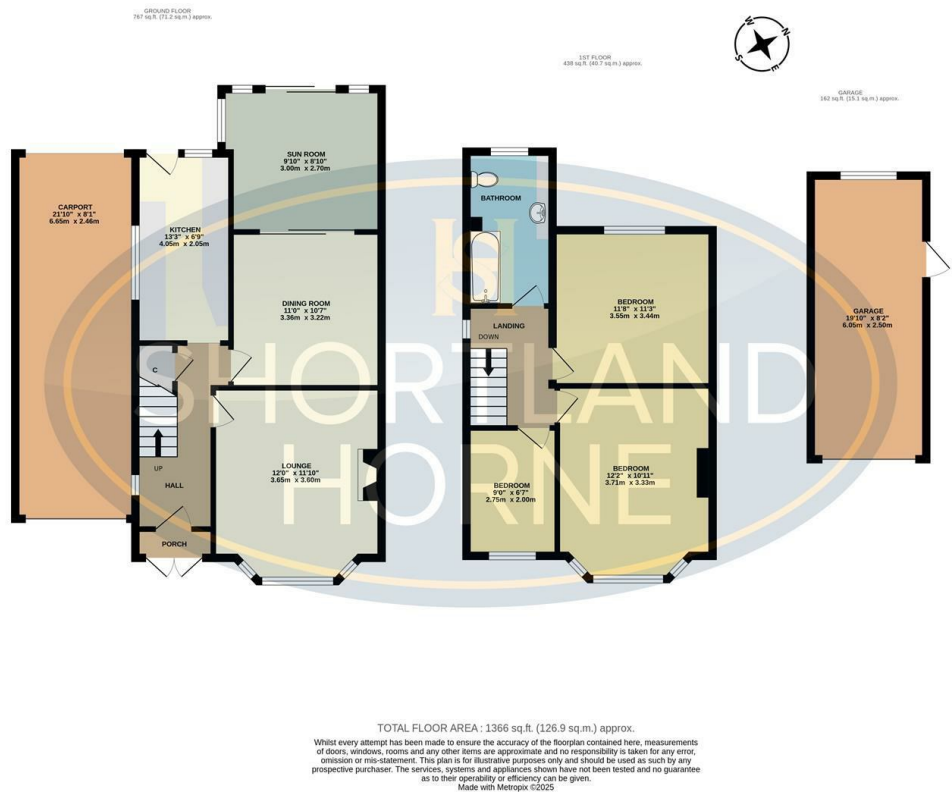 GROUND FLOOR
767 sq.ft. (71.2 sq.m.) approx.
1ST FLOOR
439 sq.ft. (40.7 sq.m.) approx.
GARAGE
162 sq.ft. (15.1 sq.m.) approx.
W
N
S
E
CARPORT
21'10" x 8'1"
6.65m x 2.46m
KITCHEN
13'3" x 6'9"
4.05m x 2.05m
SUN ROOM
9'10" x 8'10"
3.00m x 2.70m
DINING ROOM
11'0" x 10'7"
3.36m x 3.22m
C
UP
HALL
PORCH
LOUNGE
12'0" x 11'10"
3.65m x 3.60m
BATHROOM
LANDING
DOWN
BEDROOM
11'8" x 11'3"
3.55m x 3.44m
BEDROOM
9'0" x 6'7"
2.75m x 2.00m
BEDROOM
12'2" x 10'11"
3.71m x 3.33m
GARAGE
19'10" x 8'2"
6.05m x 2.50m
SHORTLAND
HORNE
TOTAL FLOOR AREA : 1366 sq.ft. (126.9 sq.m.) approx.
Whilst every attempt has been made to ensure the accuracy of the floorplan contained here, measurements
of doors, windows, rooms and any other items are approximate and no responsibility is taken for any error,
omission or mis-statement. This plan is for illustrative purposes only and should be used as such by any
prospective purchaser. The services, systems and appliances shown have not been tested and no guarantee
as to their operability or efficiency can be given.
Made with Metropix ©2025